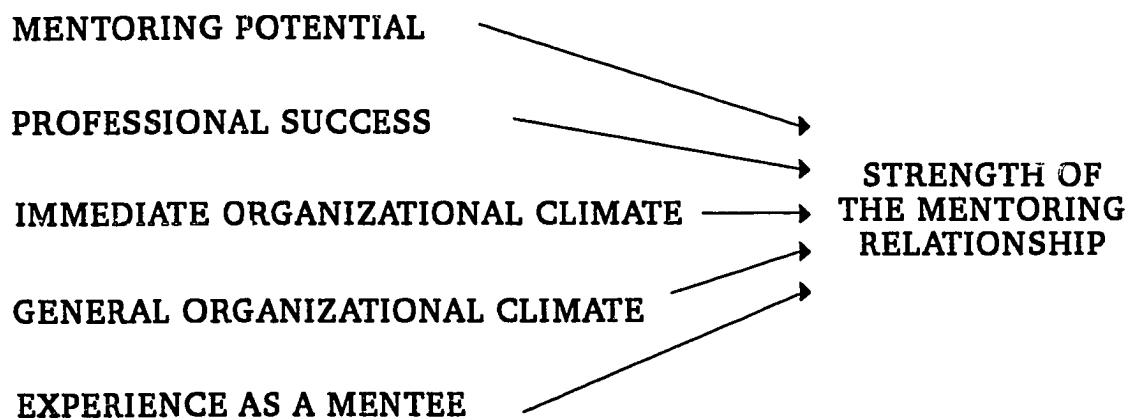 MENTORING POTENTIAL
PROFESSIONAL SUCCESS
IMMEDIATE ORGANIZATIONAL CLIMATE
GENERAL ORGANIZATIONAL CLIMATE
EXPERIENCE AS A MENTEE
STRENGTH OF
THE MENTORING
RELATIONSHIP